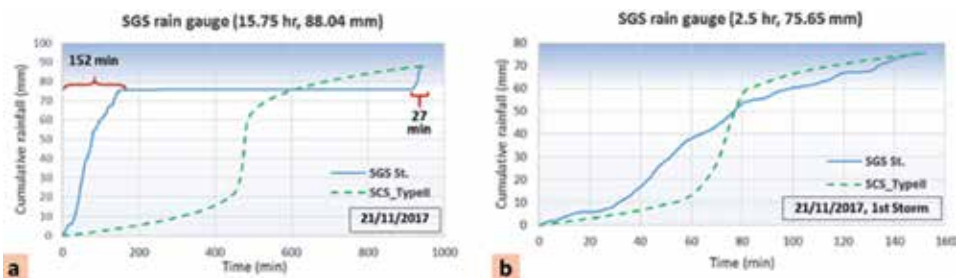 SGS rain gauge (15.75 hr, 88.04 mm)
Cumulative rainfall (mm)
100
90
80
70
60
50
40
30
20
10
0
152 min
27
min
SGS St.
SCS_TypeII
21/11/2017
0
200
400
600
800
1000
Time (min)
a
SGS rain gauge (2.5 hr, 75.65 mm)
Cumulative rainfall (mm)
80
70
60
50
40
30
20
10
0
SGS St.
SCS_TypeII
21/11/2017, 1st Storm
0
20
40
60
80
100
120
140
160
Time (min)
b